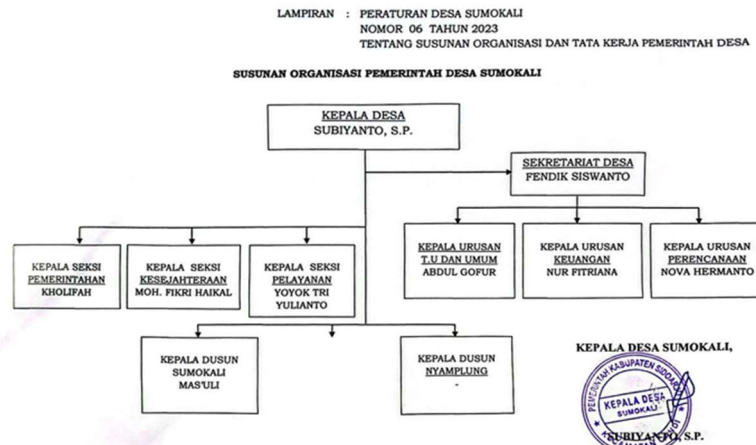 LAMPIRAN : PERATURAN DESA SUMOKALI
NOMOR 06 TAHUN 2023
TENTANG SUSUNAN ORGANISASI DAN TATA KERJA PEMERINTAH DESA
SUSUNAN ORGANISASI PEMERINTAH DESA SUMOKALI
KEPALA DESA
SUBIYANTO, S.P.
SEKRETARIAT DESA
FENDIK SISWANTO
KEPALA SEKSI
PEMERINTAHAN
KHOLIFAH
KEPALA SEKSI
KESEJAHTERAAN
MOH. FIKRI HAIKAL
KEPALA SEKSI
PELAYANAN
YOYOK TRI
YULIANTO
KEPALA URUSAN
T.U DAN UMUM
ABDUL GOFUR
KEPALA URUSAN
KEUANGAN
NUR FITRIANA
KEPALA URUSAN
PERENCANAAN
NOVA HERMANTO
KEPALA DUSUN
SUMOKALI
MAS'ULI
KEPALA DUSUN
NYAMPLUNG
-
KEPALA DESA SUMOKALI,
PEMERINTAH KABUPATEN
KEPALA DESA
SUMOKALI
SUBIYANTO, S.P.